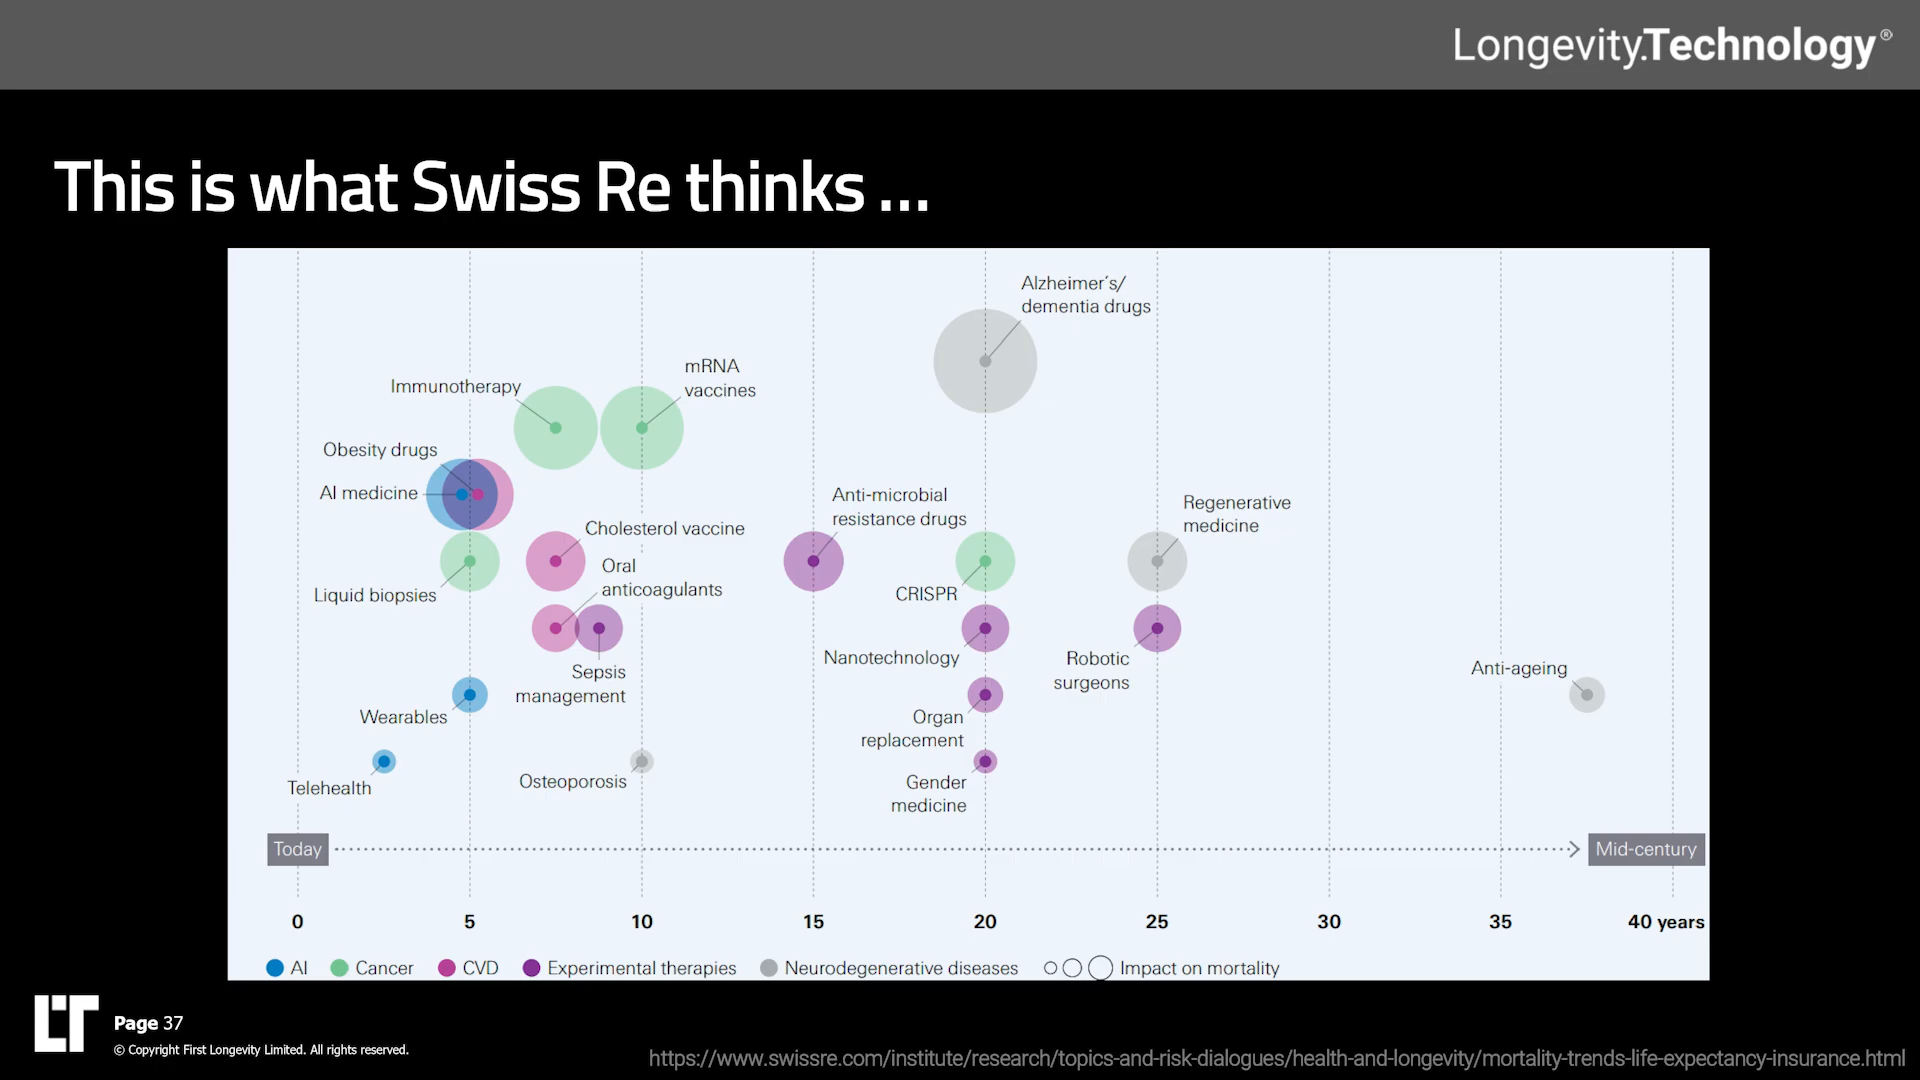 Longevity.Technology®
This is what Swiss Re thinks ...
Alzheimer's/
dementia drugs
mRNA
vaccines
Immunotherapy
Obesity drugs
AI medicine
Anti-microbial
resistance drugs
Regenerative
medicine
Cholesterol vaccine
Oral
anticoagulants
Liquid biopsies
CRISPR
Nanotechnology
Robotic
surgeons
Sepsis
management
Anti-ageing
Wearables
Organ
replacement
Telehealth
Osteoporosis
Gender
medicine
Today
Mid-century
0 5 10 15 20 25 30 35 40 years
AI Cancer CVD Experimental therapies Neurodegenerative diseases Impact on mortality
LT
Page 37
© Copyright First Longevity Limited. All rights reserved.
https://www.swissre.com/institute/research/topics-and-risk-dialogues/health-and-longevity/mortality-trends-life-expectancy-insurance.html